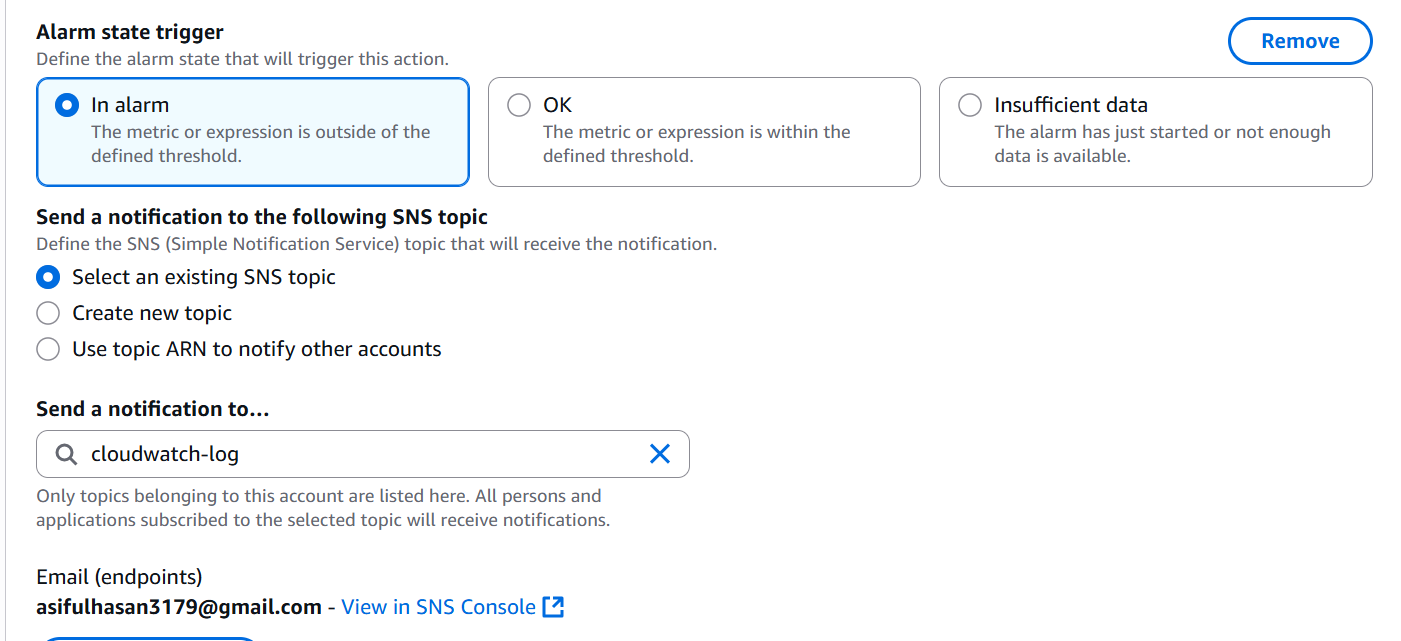 Alarm state trigger
Remove
Define the alarm state that will trigger this action.
In alarm
The metric or expression is outside of the
defined threshold.
OK
The metric or expression is within the
defined threshold.
Insufficient data
The alarm has just started or not enough
data is available.
Send a notification to the following SNS topic
Define the SNS (Simple Notification Service) topic that will receive the notification.
Select an existing SNS topic
Create new topic
Use topic ARN to notify other accounts
Send a notification to…
cloudwatch-log
Only topics belonging to this account are listed here. All persons and
applications subscribed to the selected topic will receive notifications.
Email (endpoints)
asifulhasan3179@gmail.com - View in SNS Console